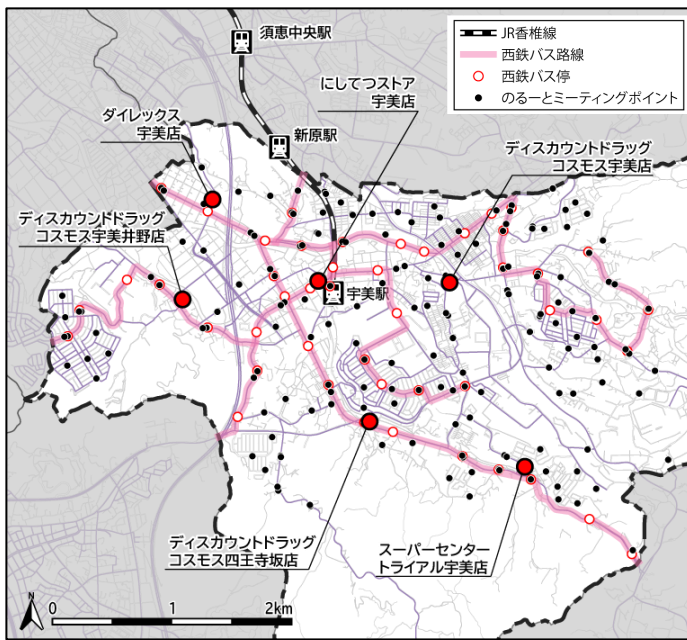 須恵中央駅
JR香椎線
西鉄バス路線
西鉄バス停
のるーとミーティングポイント
にしてつストア
宇美店
ダイレックス
宇美店
新原駅
ディスカウントドラッグ
コスモス宇美店
ディスカウントドラッグ
コスモス宇美井野店
宇美駅
ディスカウントドラッグ
コスモス四王寺坂店
スーパーセンター
トライアル宇美店
N
0 1 2km